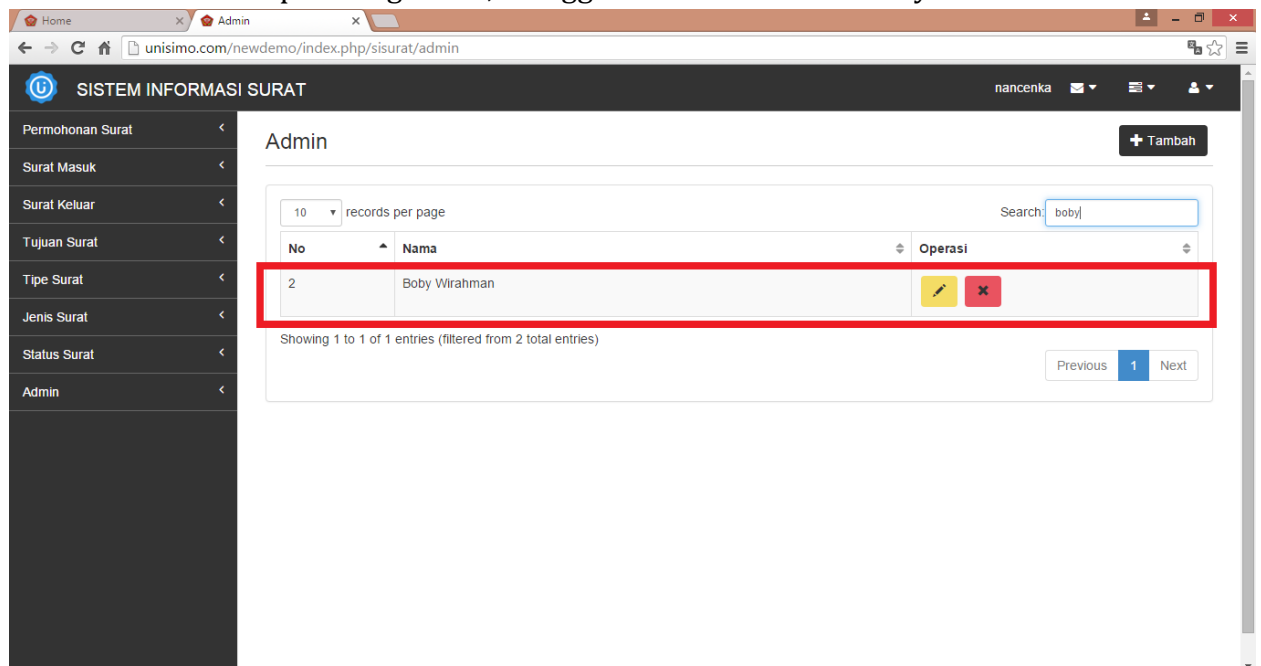 Home
Admin
unisimo.com/newdemo/index.php/sisurat/admin
SISTEM INFORMASI SURAT
nancenka
Permohonan Surat
Surat Masuk
Surat Keluar
Tujuan Surat
Tipe Surat
Jenis Surat
Status Surat
Admin
Admin
Tambah
10 records per page
Search: boby
No Nama Operasi
2 Boby Wirahman
Showing 1 to 1 of 1 entries (filtered from 2 total entries)
Previous 1 Next